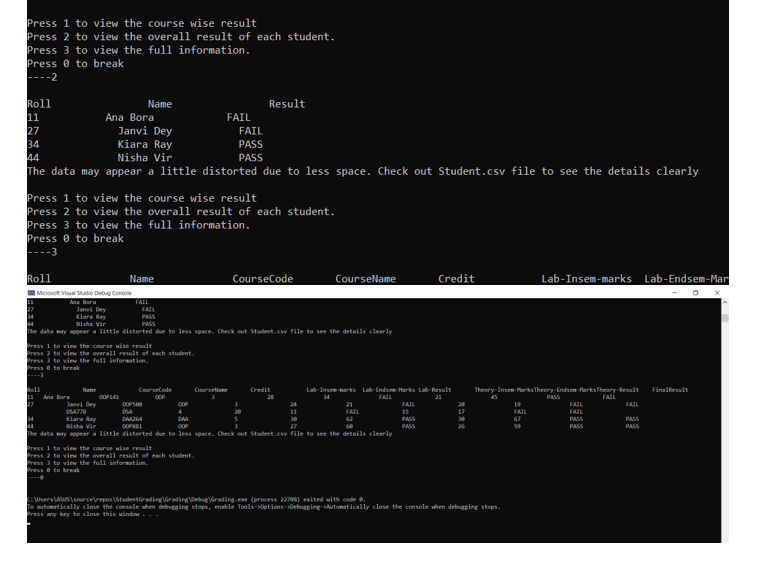 Press 1 to view the course wise result
Press 2 to view the overall result of each student.
Press 3 to view the full information.
Press 0 to break
----2
Roll Name Result
11 Ana Bora FAIL
27 Janvi Dey FAIL
34 Kiara Ray PASS
44 Nisha Vir PASS
The data may appear a little distorted due to less space. Check out Student.csv file to see the details clearly
Press 1 to view the course wise result
Press 2 to view the overall result of each student.
Press 3 to view the full information.
Press 0 to break
----3
Roll Name CourseCode CourseName Credit Lab-Insem-marks Lab-Endsem-Mar
Microsoft Visual Studio Debug Console
11 Ana Bora FAIL
27 Janvi Dey FAIL
34 Kiara Ray PASS
44 Nisha Vir PASS
The data may appear a little distorted due to less space. Check out Student.csv file to see the details clearly
Press 1 to view the course wise result
Press 2 to view the overall result of each student.
Press 3 to view the full information.
Press 0 to break
----3
Roll Name CourseCode CourseName Credit Lab-Insem-marks Lab-Endsem-Marks Lab-Result Theory-Insem-MarksTheory-Endsem-MarksTheory-Result FinalResult
11 Ana Bora OOP141 OOP 3 28 34 FAIL 21 45 PASS FAIL
27 Janvi Dey OOP500 OOP 3 24 21 FAIL 20 19 FAIL FAIL
DSA778 DSA 4 20 11 FAIL 15 17 FAIL FAIL
34 Kiara Ray DAA264 DAA 5 30 62 PASS 30 67 PASS PASS
44 Nisha Vir OOP881 OOP 3 27 60 PASS 26 59 PASS PASS
The data may appear a little distorted due to less space. Check out Student.csv file to see the details clearly
Press 1 to view the course wise result
Press 2 to view the overall result of each student.
Press 3 to view the full information.
Press 0 to break
----0
C:\Users\ASUS\source\repos\StudentGrading\Grading\Debug\Grading.exe (process 22708) exited with code 0.
To automatically close the console when debugging stops, enable Tools->Options->Debugging->Automatically close the console when debugging stops.
Press any key to close this window . . .